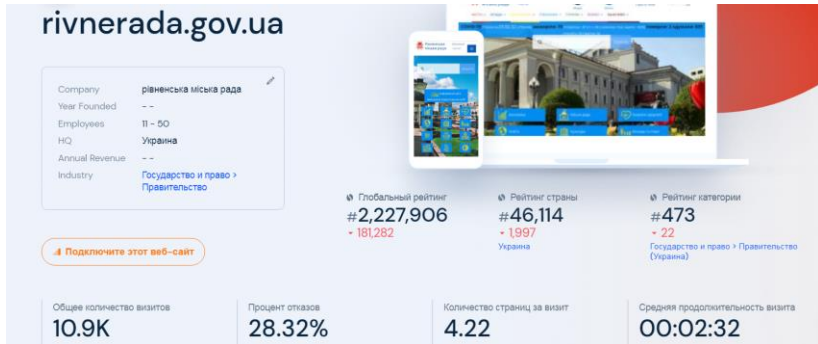 rivnerada.gov.ua
Company рівненська міська рада
Year Founded - -
Employees 11 - 50
HQ Украина
Annual Revenue - -
Industry Государство и право >
Правительство
Подключите этот веб-сайт
Глобальный рейтинг
#2,227,906
181,282
Рейтинг страны
#46,114
1,997
Украина
Рейтинг категории
#473
22
Государство и право > Правительство
(Украина)
Общее количество визитов
10.9K
Процент отказов
28.32%
Количество страниц за визит
4.22
Средняя продолжительность визита
00:02:32